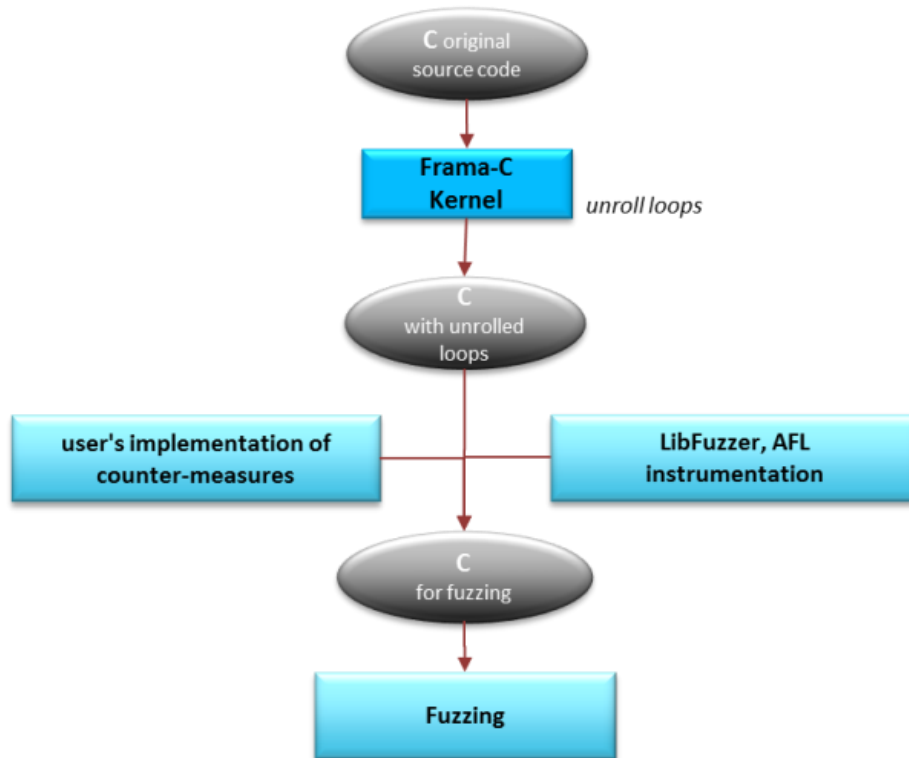 C original
source code
Frama-C
Kernel
unroll loops
C
with unrolled
loops
user's implementation of
counter-measures
LibFuzzer, AFL
instrumentation
C
for fuzzing
Fuzzing